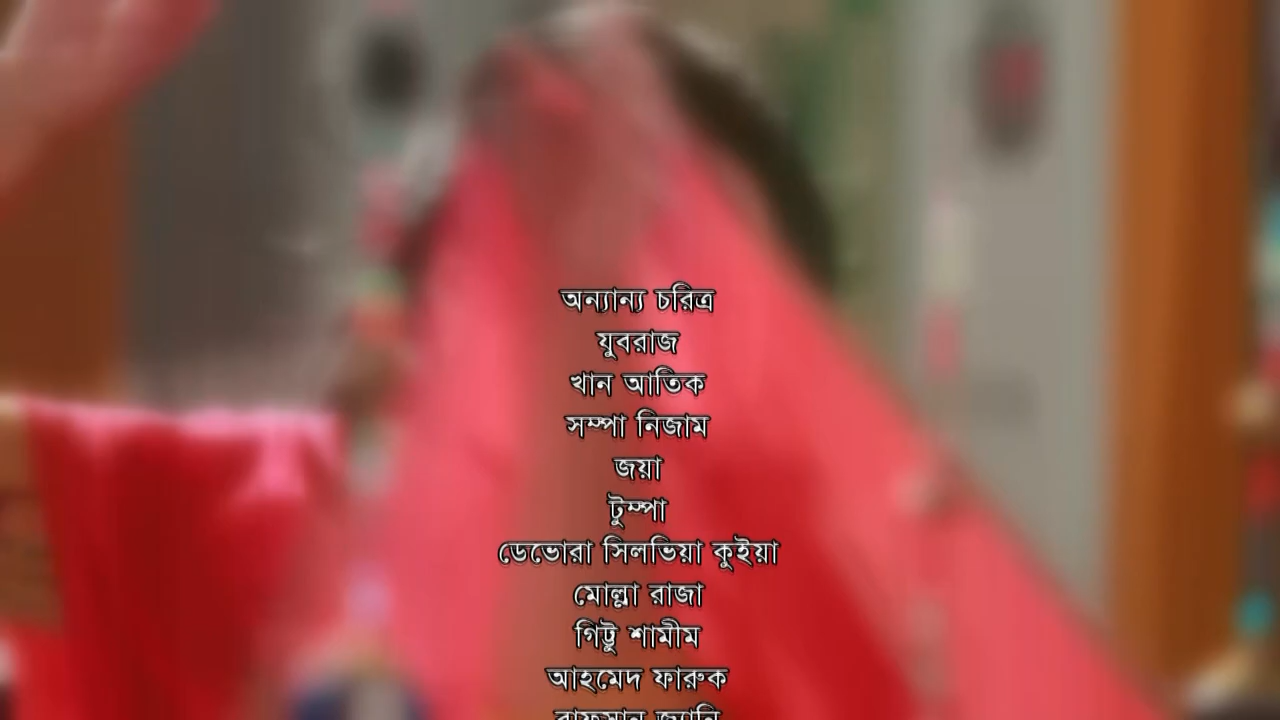 অন্যান্য চরিত্র
যুবরাজ
খান আতিক
সম্পা নিজাম
জয়া
টুম্পা
ডেভোরা সিলভিয়া কুইয়া
মোল্লা রাজা
গিট্টু শামীম
আহমেদ ফারুক